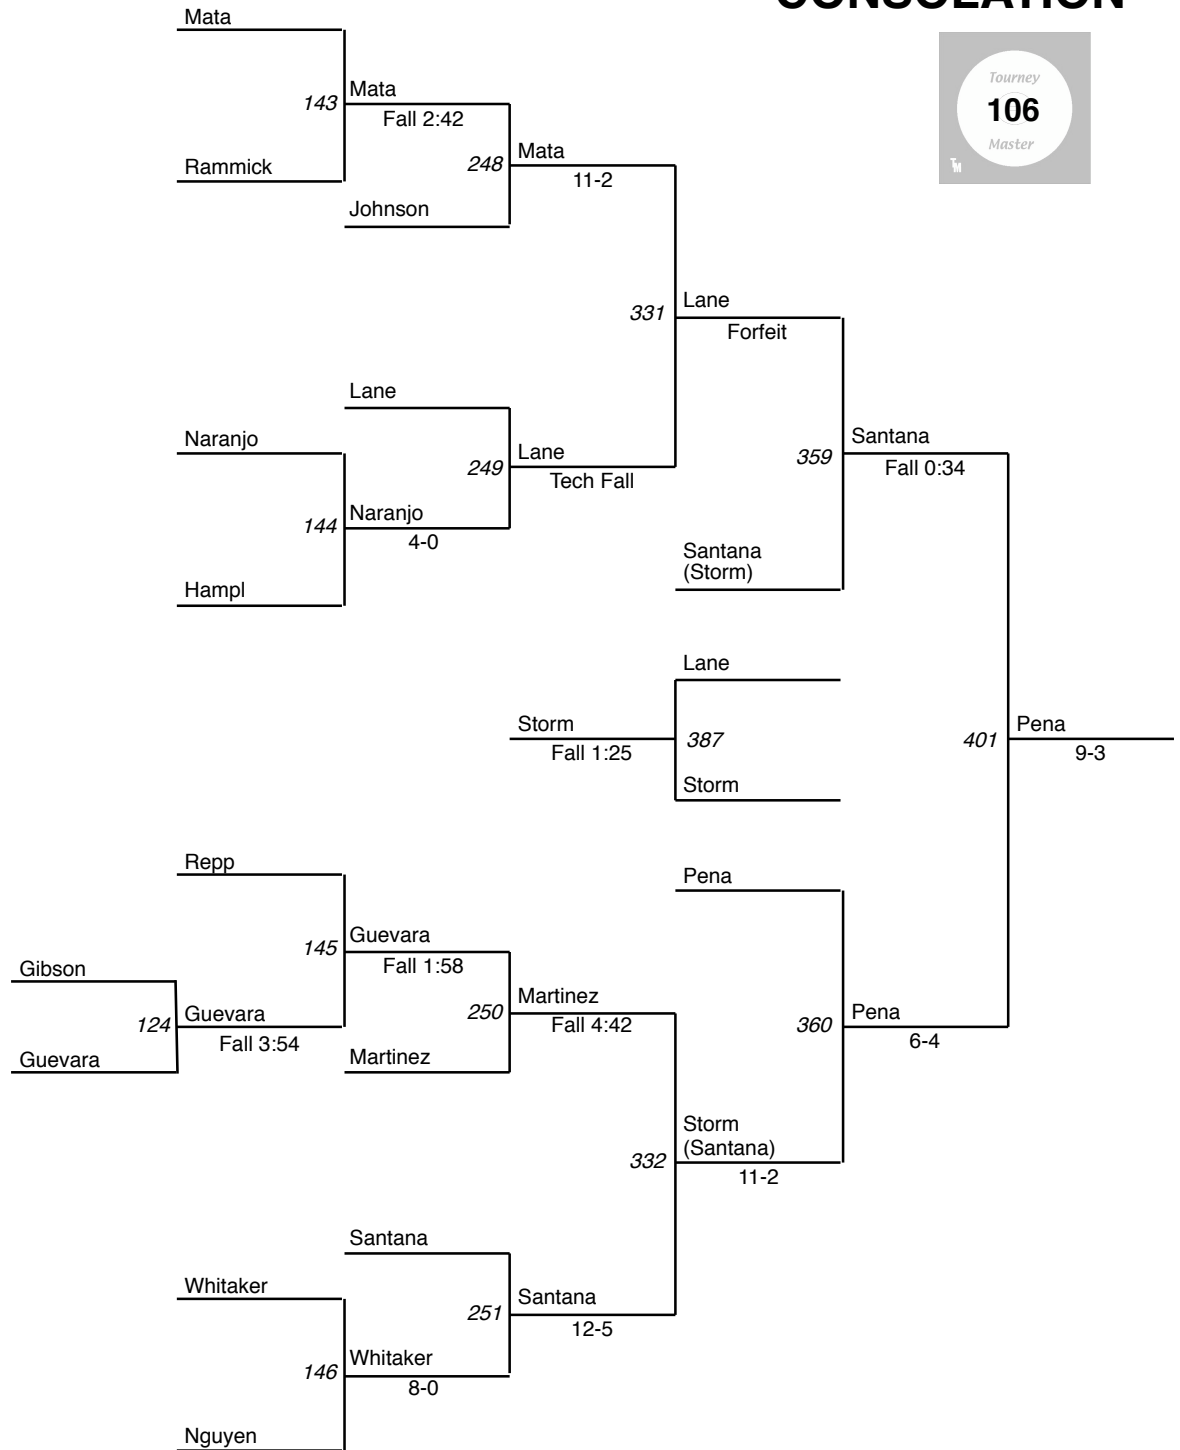 CONSOLATION
Mata
Tourney
143
Mata
106
Fall 2:42
Master
Rammick
248
Mata
11-2
TM
Johnson
331
Lane
Forfeit
Lane
Naranjo
249
Lane
Tech Fall
359
Santana
Fall 0:34
144
Naranjo
4-0
Santana
(Storm)
Hampl
Lane
Storm
Fall 1:25
387
401
Pena
9-3
Storm
Repp
Pena
145
Guevara
Fall 1:58
Gibson
124
Guevara
Fall 3:54
250
Martinez
Fall 4:42
360
Pena
6-4
Guevara
Martinez
332
Storm
(Santana)
11-2
Santana
Whitaker
251
Santana
12-5
146
Whitaker
8-0
Nguyen